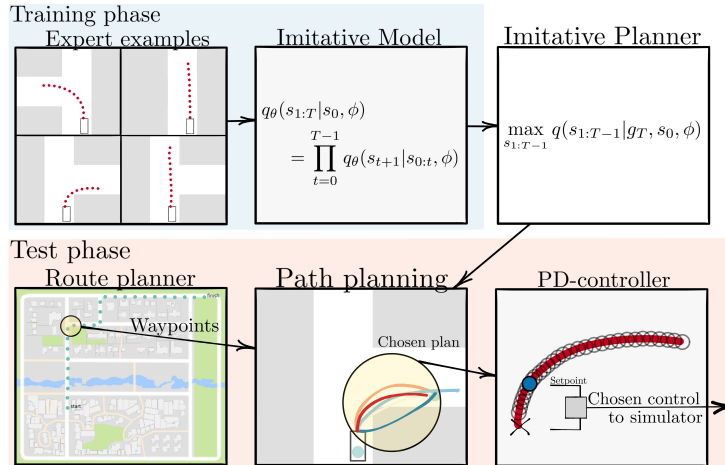 Training phase
Expert examples
Imitative Model
Imitative Planner
q_θ(s_{1:T}|s_0, ϕ)
= ∏_{t=0}^{T−1} q_θ(s_{t+1}|s_{0:t}, ϕ)
max_{s_{1:T−1}} q(s_{1:T−1}|g_T, s_0, ϕ)
Test phase
Route planner
Path planning
PD-controller
finish
Waypoints
start
Chosen plan
Setpoint
Chosen control
to simulator